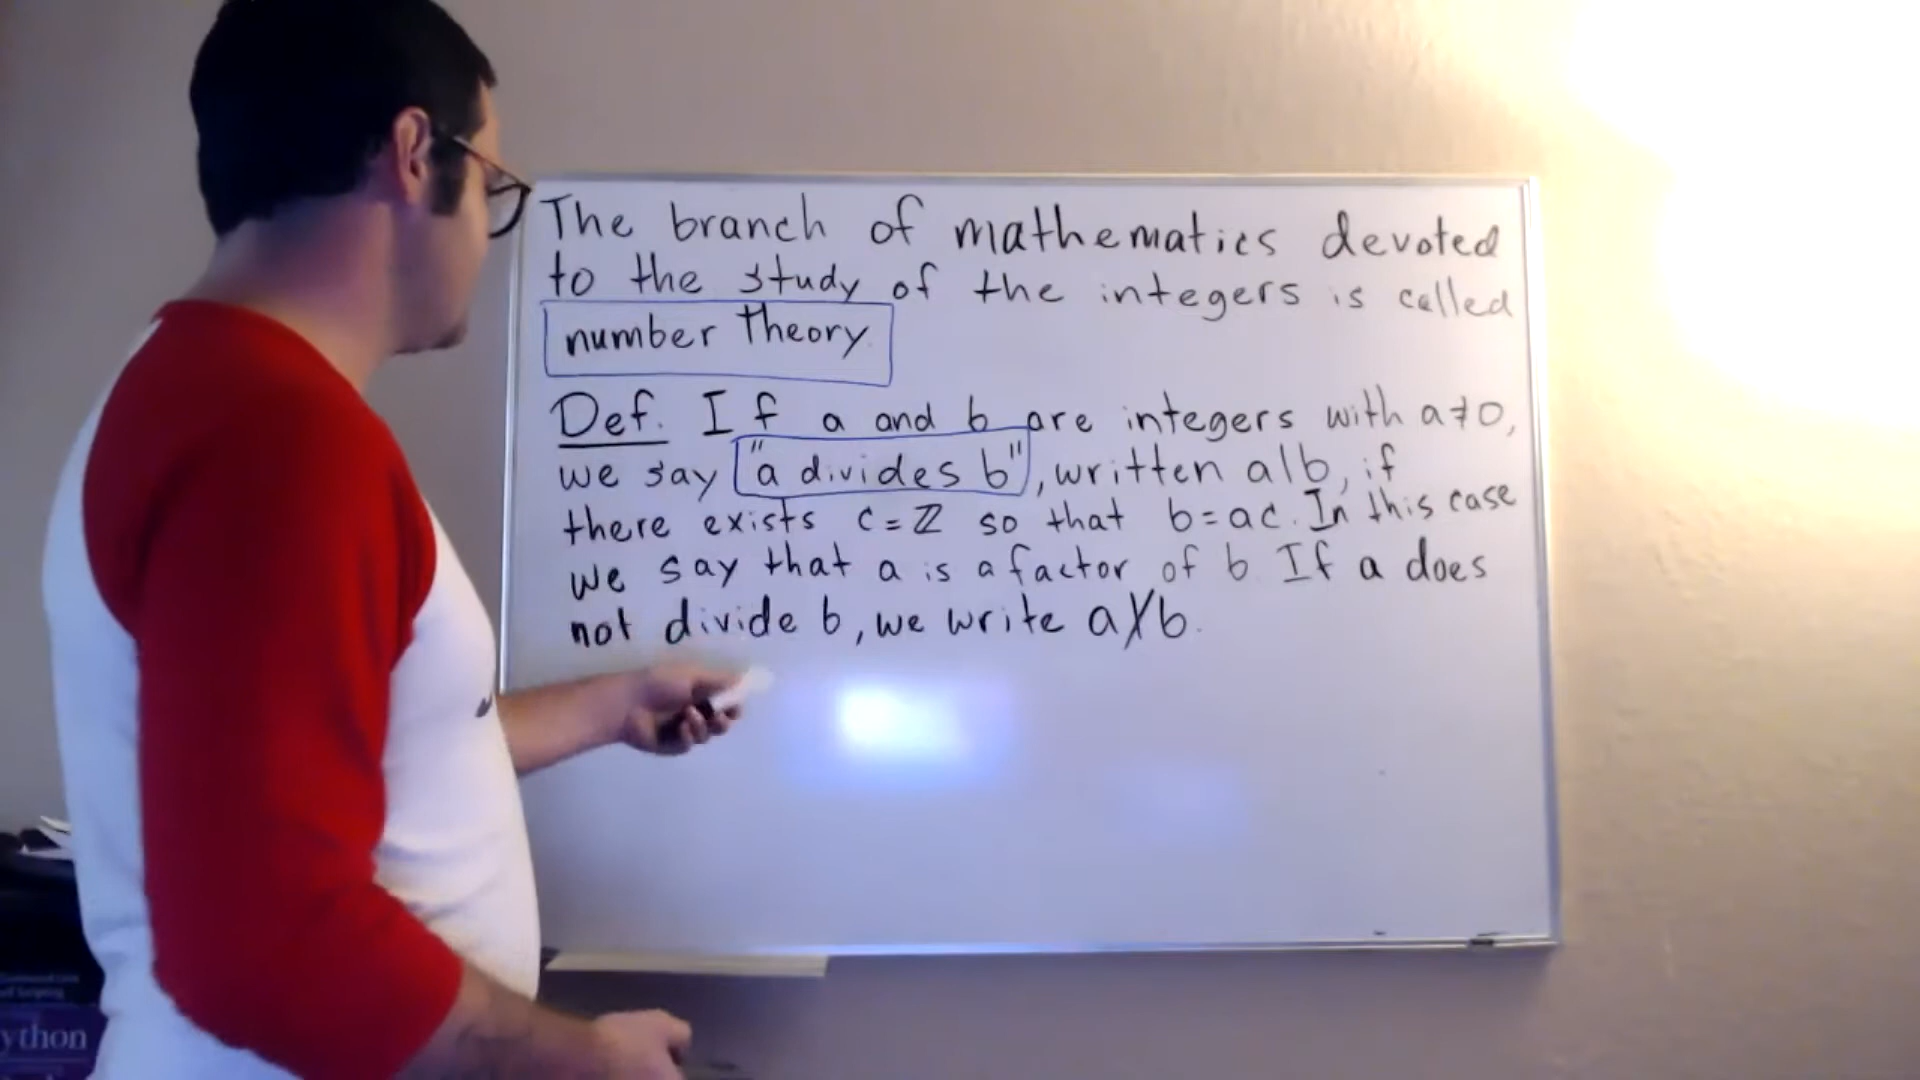 The branch of mathematics devoted
to the study of the integers is called
number theory.
Def. If a and b are integers with a≠0,
we say "a divides b", written a|b, if
there exists c=ℤ so that b=ac. In this case
we say that a is a factor of b If a does
not divide b, we write a∤b.
ython